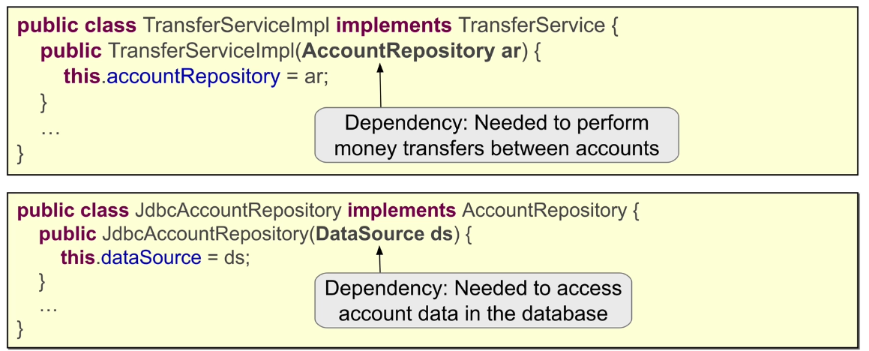 public class TransferServiceImpl implements TransferService {
public TransferServiceImpl(AccountRepository ar) {
this.accountRepository = ar;
}
…
}
Dependency: Needed to perform
money transfers between accounts
public class JdbcAccountRepository implements AccountRepository {
public JdbcAccountRepository(DataSource ds) {
this.dataSource = ds;
}
…
}
Dependency: Needed to access
account data in the database